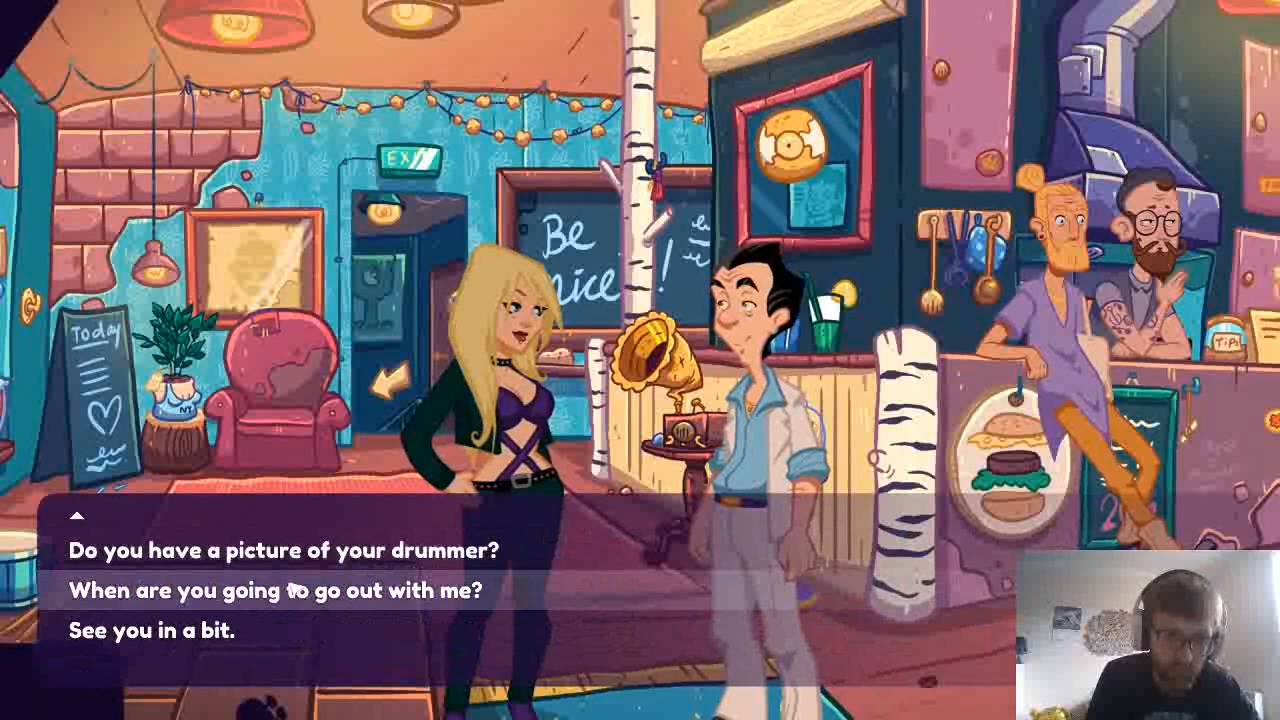 EXIT
Be
nice !
Today
NY
TIPS
Do you have a picture of your drummer?
When are you going to go out with me?
See you in a bit.